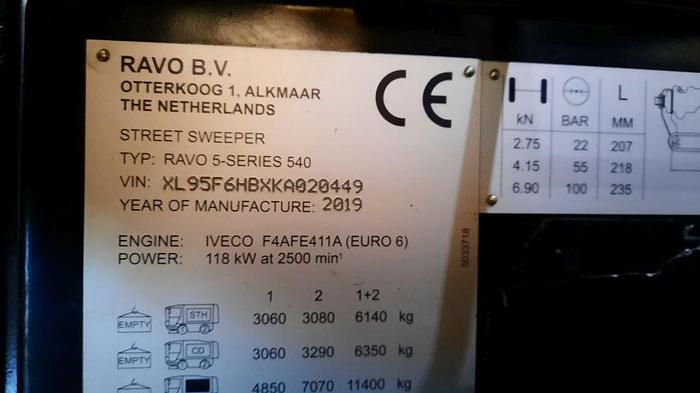 RAVO B.V.
OTTERKOOG 1, ALKMAAR
THE NETHERLANDS
CE
STREET SWEEPER
TYP: RAVO 5-SERIES 540
VIN: XL95F6HBXKA020449
YEAR OF MANUFACTURE: 2019
ENGINE: IVECO F4AFE411A (EURO 6)
POWER: 118 kW at 2500 min¹
5033718
1 2 1+2
EMPTY STH 3060 3080 6140 kg
EMPTY CD 3060 3290 6350 kg
4850 7070 11400 kg
L
kN BAR MM
2.75 22 207
4.15 55 218
6.90 100 235